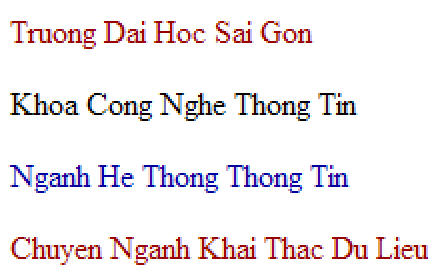 Truong Dai Hoc Sai Gon
Khoa Cong Nghe Thong Tin
Nganh He Thong Thong Tin
Chuyen Nganh Khai Thac Du Lieu